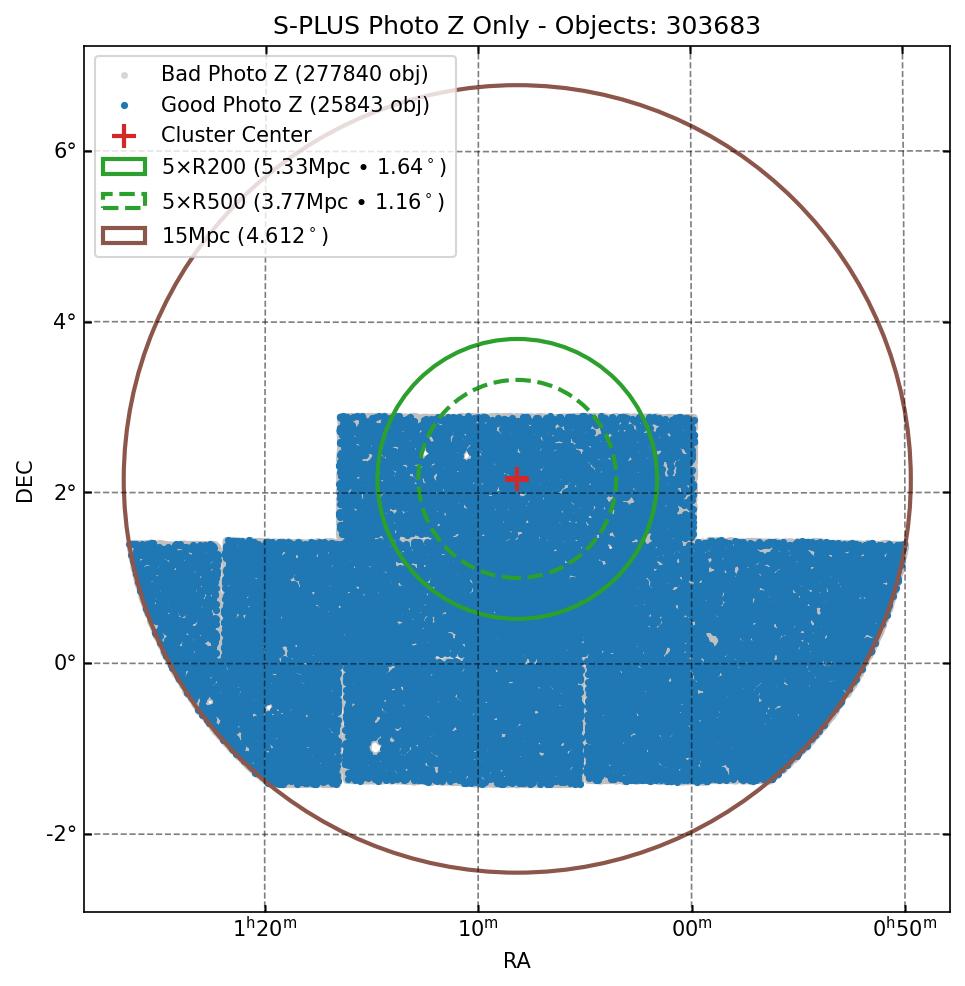 S-PLUS Photo Z Only - Objects: 303683
Bad Photo Z (277840 obj)
Good Photo Z (25843 obj)
Cluster Center
5×R200 (5.33Mpc • 1.64°)
5×R500 (3.77Mpc • 1.16°)
15Mpc (4.612°)
6°
4°
2°
0°
-2°
DEC
1ʰ20ᵐ 10ᵐ 00ᵐ 0ʰ50ᵐ
RA